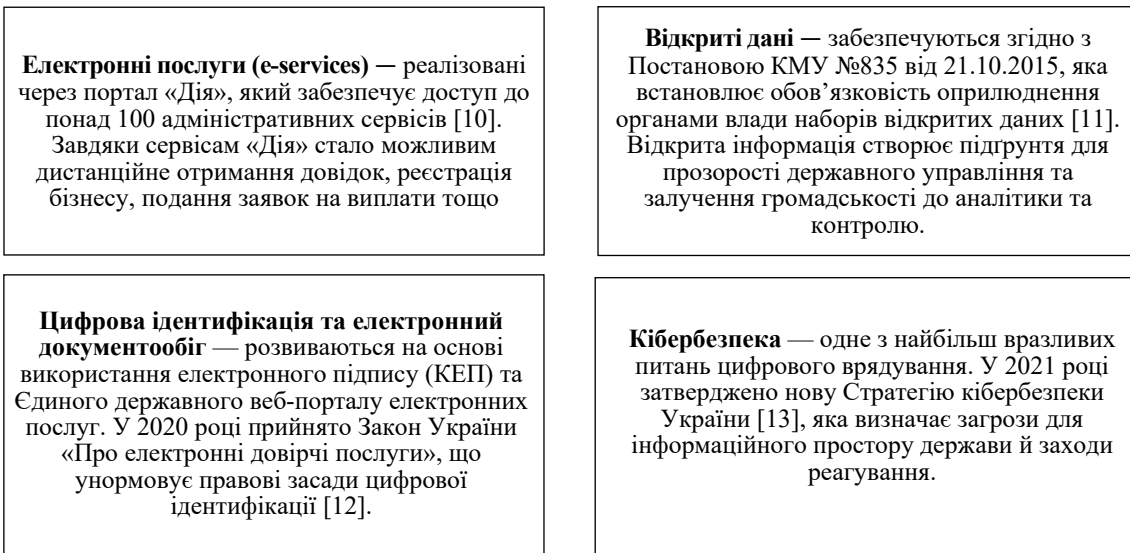 Електронні послуги (e-services) — реалізовані
через портал «Дія», який забезпечує доступ до
понад 100 адміністративних сервісів [10].
Завдяки сервісам «Дія» стало можливим
дистанційне отримання довідок, реєстрація
бізнесу, подання заявок на виплати тощо
Відкриті дані — забезпечуються згідно з
Постановою КМУ №835 від 21.10.2015, яка
встановлює обов’язковість оприлюднення
органами влади наборів відкритих даних [11].
Відкрита інформація створює підґрунтя для
прозорості державного управління та
залучення громадськості до аналітики та
контролю.
Цифрова ідентифікація та електронний
документообіг — розвиваються на основі
використання електронного підпису (КЕП) та
Єдиного державного веб-порталу електронних
послуг. У 2020 році прийнято Закон України
«Про електронні довірчі послуги», що
унормовує правові засади цифрової
ідентифікації [12].
Кібербезпека — одне з найбільш вразливих
питань цифрового врядування. У 2021 році
затверджено нову Стратегію кібербезпеки
України [13], яка визначає загрози для
інформаційного простору держави й заходи
реагування.